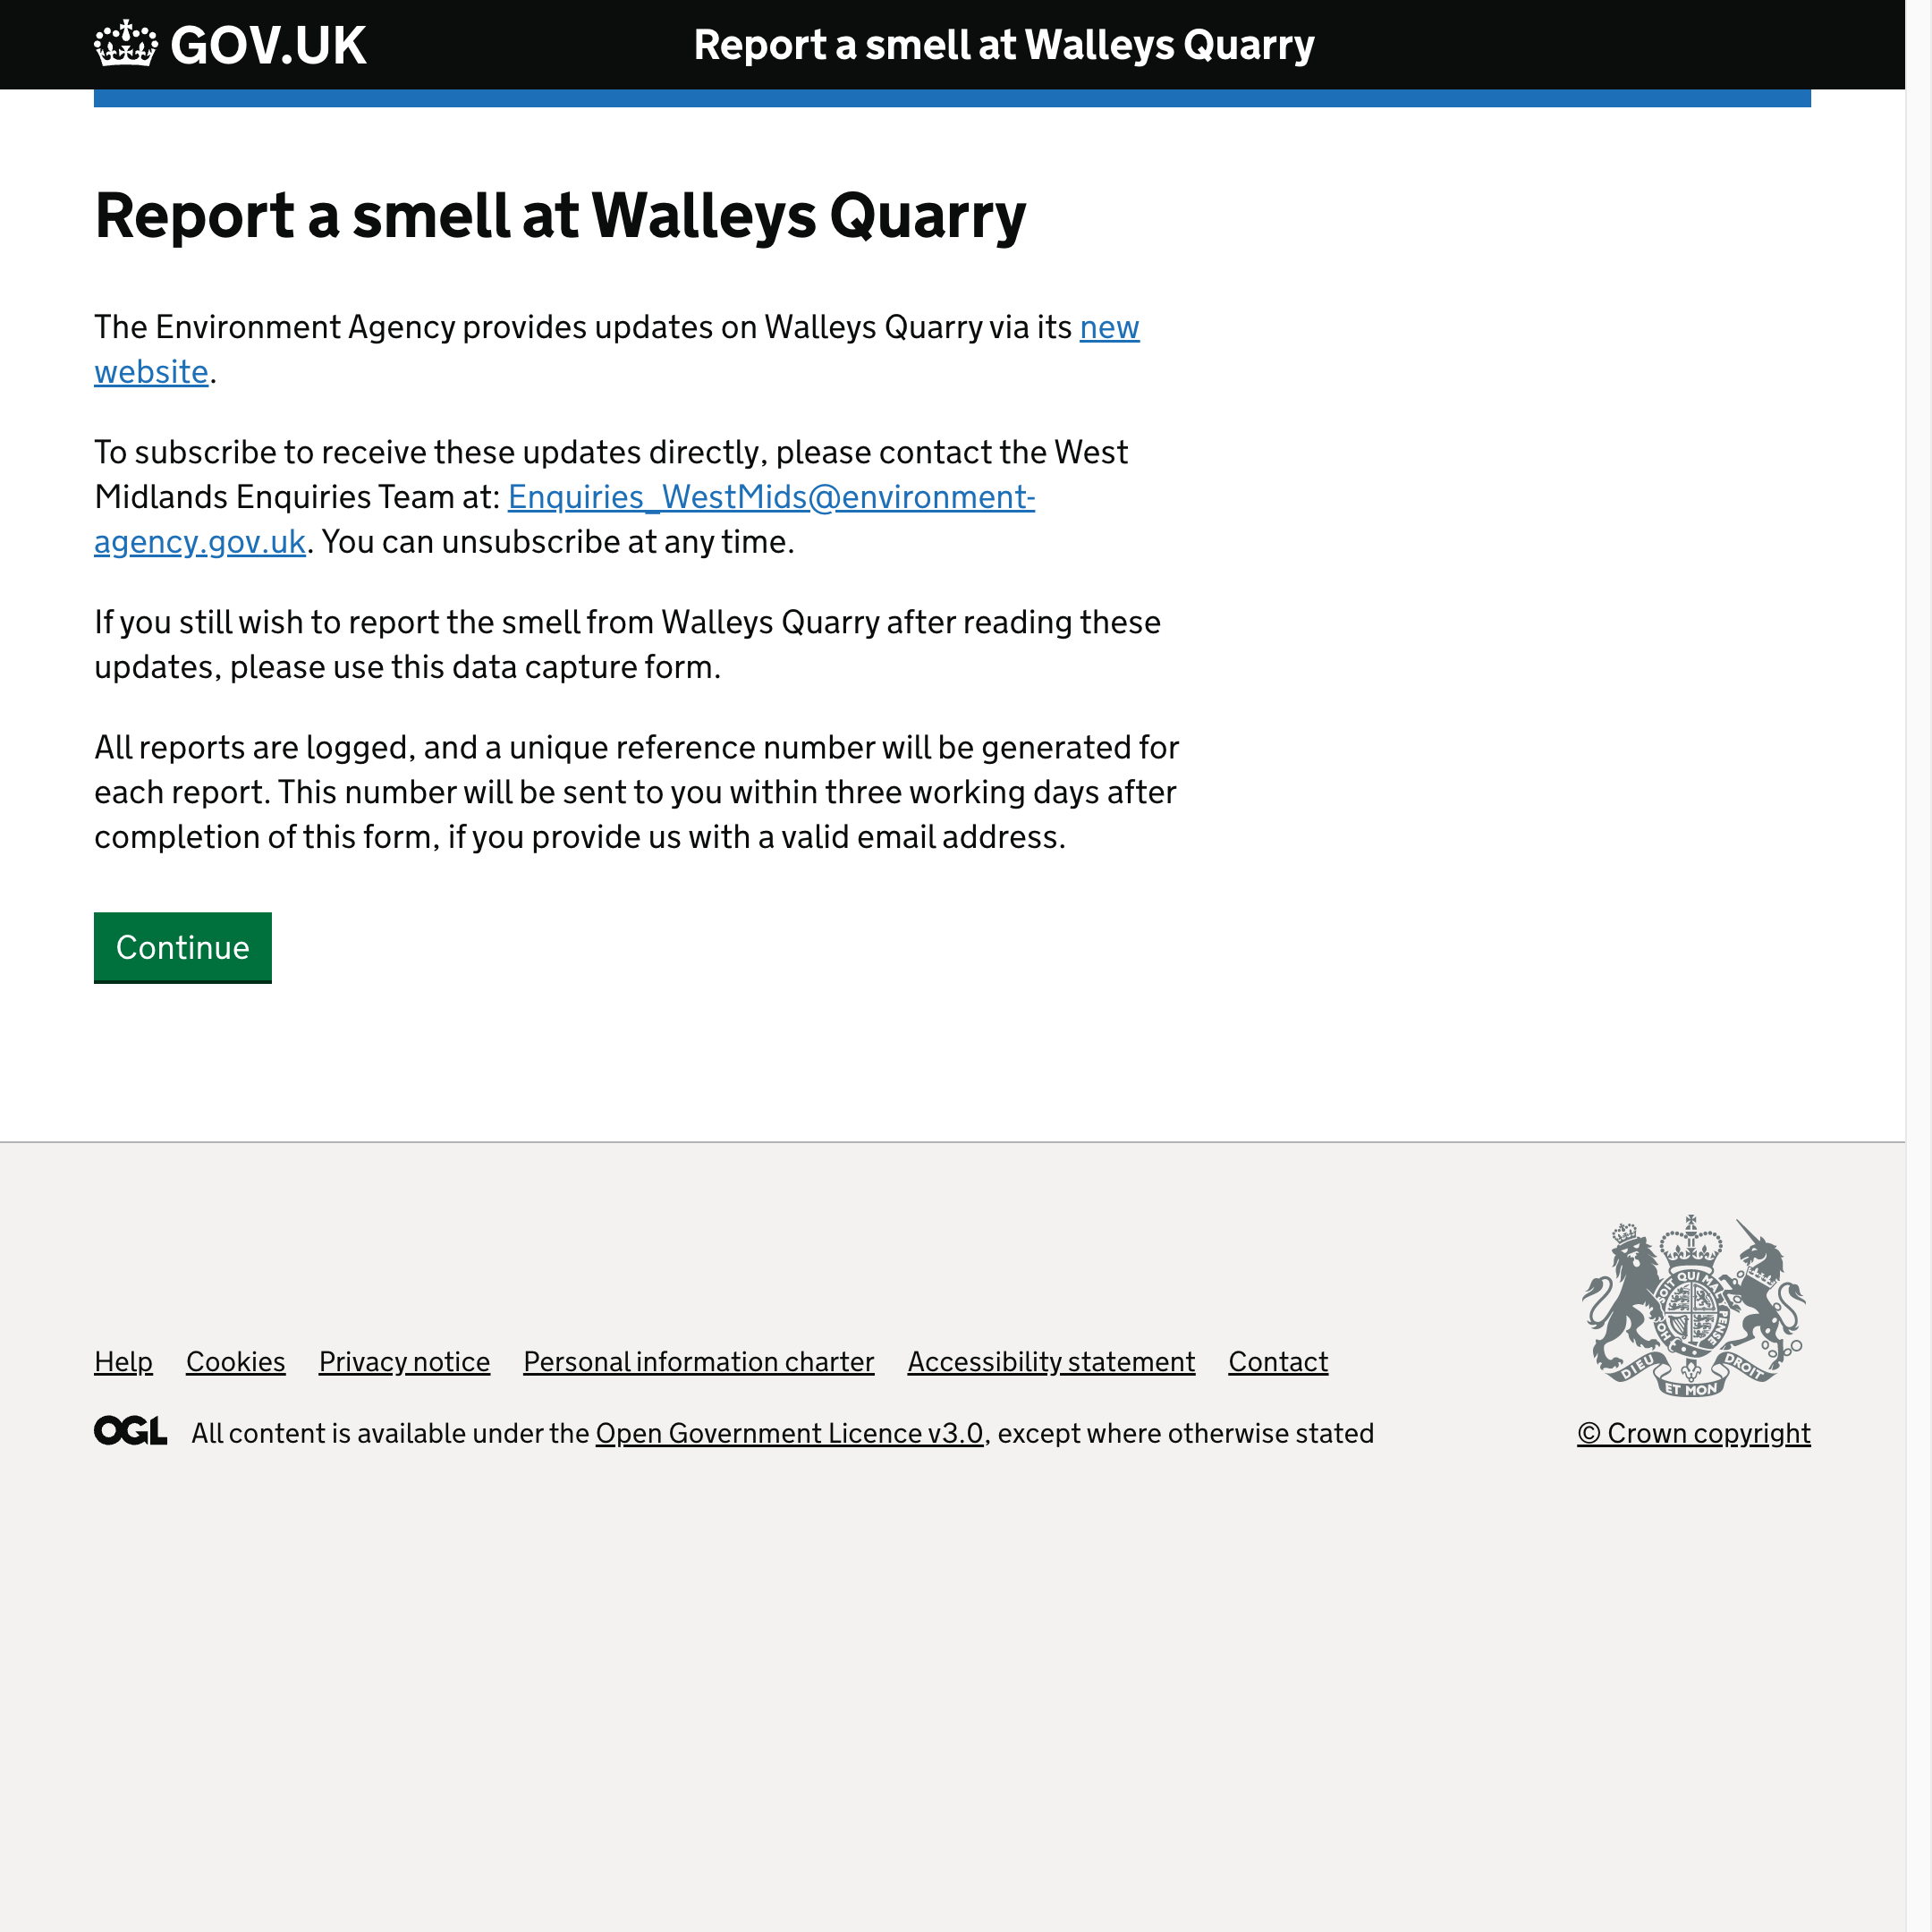 GOV.UK Report a smell at Walleys Quarry
Report a smell at Walleys Quarry
The Environment Agency provides updates on Walleys Quarry via its new
website.
To subscribe to receive these updates directly, please contact the West
Midlands Enquiries Team at: Enquiries_WestMids@environment-
agency.gov.uk. You can unsubscribe at any time.
If you still wish to report the smell from Walleys Quarry after reading these
updates, please use this data capture form.
All reports are logged, and a unique reference number will be generated for
each report. This number will be sent to you within three working days after
completion of this form, if you provide us with a valid email address.
Continue
SOIT QUI MAL Y PENSE HO
DIEU ET MON DROIT
Help Cookies Privacy notice Personal information charter Accessibility statement Contact
OGL All content is available under the Open Government Licence v3.0, except where otherwise stated
© Crown copyright